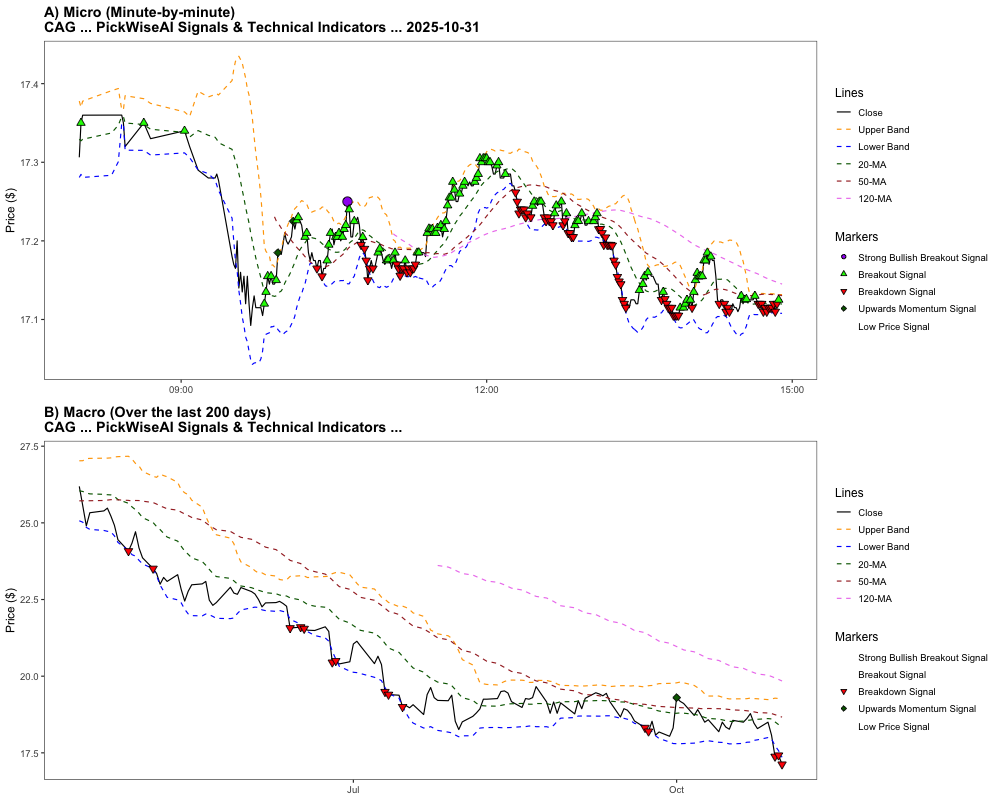 A) Micro (Minute-by-minute)
CAG ... PickWiseAI Signals & Technical Indicators ... 2025-10-31
Price ($)
17.4
17.3
17.2
17.1
09:00
12:00
15:00
Lines
Close
Upper Band
Lower Band
20-MA
50-MA
120-MA
Markers
Strong Bullish Breakout Signal
Breakout Signal
Breakdown Signal
Upwards Momentum Signal
Low Price Signal
B) Macro (Over the last 200 days)
CAG ... PickWiseAI Signals & Technical Indicators ...
Price ($)
27.5
25.0
22.5
20.0
17.5
Jul
Oct
Lines
Close
Upper Band
Lower Band
20-MA
50-MA
120-MA
Markers
Strong Bullish Breakout Signal
Breakout Signal
Breakdown Signal
Upwards Momentum Signal
Low Price Signal